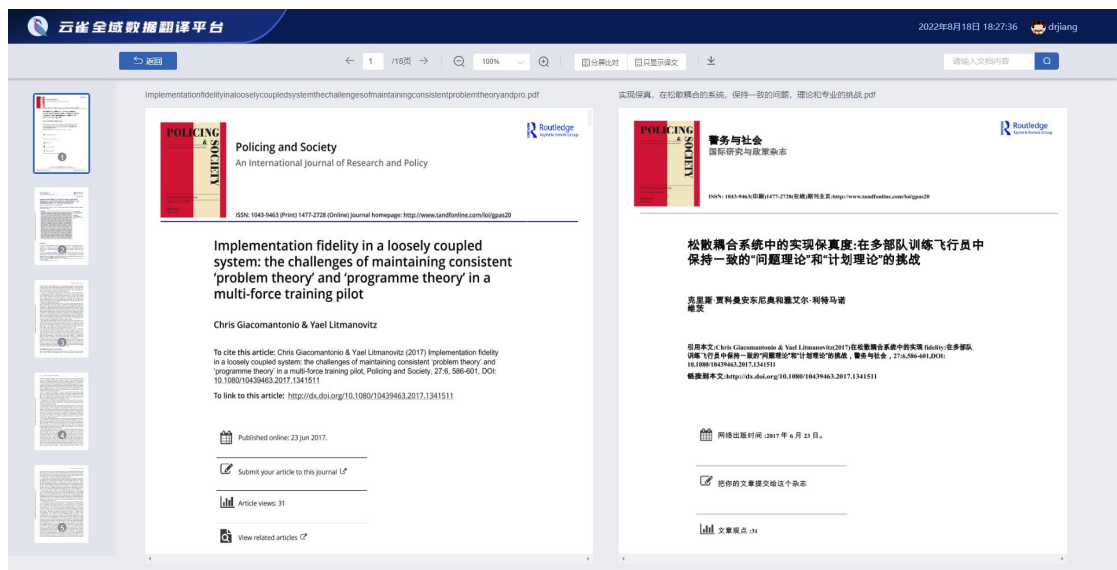 云雀全域数据翻译平台
2022年8月18日 18:27:36
drjiang
返回
1
/18页
100%
分屏比对
只显示译文
请输入文档内容
1
2
3
4
5
Implementationfidelityinalooselycoupledsystemthechallengesofmaintainingconsistentproblemtheoryandpro.pdf
POLICING
& SOCIETY
Policing and Society
An International Journal of Research and Policy
Routledge
ISSN: 1043-9463 (Print) 1477-2728 (Online) Journal homepage: http://www.tandfonline.com/loi/gpas20
Implementation fidelity in a loosely coupled
system: the challenges of maintaining consistent
‘problem theory’ and ‘programme theory’ in a
multi-force training pilot
Chris Giacomantonio & Yael Litmanovitz
To cite this article: Chris Giacomantonio & Yael Litmanovitz (2017) Implementation fidelity
in a loosely coupled system: the challenges of maintaining consistent ‘problem theory’ and
‘programme theory’ in a multi-force training pilot, Policing and Society, 27:6, 586-601, DOI:
10.1080/10439463.2017.1341511
To link to this article: http://dx.doi.org/10.1080/10439463.2017.1341511
Published online: 23 Jun 2017.
Submit your article to this journal
Article views: 31
View related articles
实现保真，在松散耦合的系统，保持一致的问题，理论和专业的挑战.pdf
POLICING
& SOCIETY
警务与社会
国际研究与政策杂志
Routledge
ISSN: 1043-9463(印刷)1477-2728(在线)期刊主页:http://www.tandfonline.com/loi/gpas20
松散耦合系统中的实现保真度:在多部队训练飞行员中
保持一致的“问题理论”和“计划理论”的挑战
克里斯·贾科曼安东尼奥和雅艾尔·利特马诺
维茨
引用本文:Chris Giacomantonio & Yael Litmanovitz(2017)在松散耦合系统中的实现 fidelity:在多部队
训练飞行员中保持一致的“问题理论”和“计划理论”的挑战，警务与社会，27:6,586-601,DOI:
10.1080/10439463.2017.1341511
链接到本文:http://dx.doi.org/10.1080/10439463.2017.1341511
网络出版时间 :2017 年 6 月 23 日。
把你的文章提交给这个杂志
文章观点 :31